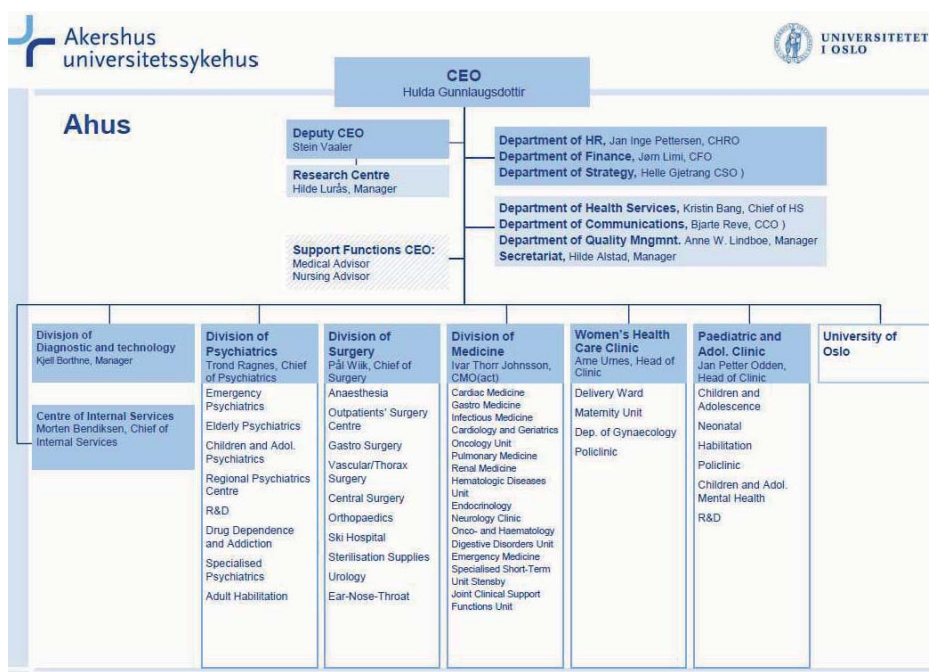 Akershus
universitetssykehus
UNIVERSITETET
I OSLO
Ahus
CEO
Hulda Gunnlaugsdottir
Deputy CEO
Stein Vaaler
Research Centre
Hilde Lurås, Manager
Department of HR, Jan Inge Pettersen, CHRO
Department of Finance, Jørn Limi, CFO
Department of Strategy, Helle Gjetrang CSO )
Department of Health Services, Kristin Bang, Chief of HS
Department of Communications, Bjarte Reve, CCO )
Department of Quality Mngmnt. Anne W. Lindboe, Manager
Secretariat, Hilde Alstad, Manager
Support Functions CEO:
Medical Advisor
Nursing Advisor
Division of
Diagnostic and technology
Kjell Borthne, Manager
Centre of Internal Services
Morten Bendiksen, Chief of
Internal Services
Division of
Psychiatrics
Trond Ragnes, Chief
of Psychiatrics
Emergency
Psychiatrics
Elderly Psychiatrics
Children and Adol.
Psychiatrics
Regional Psychiatrics
Centre
R&D
Drug Dependence
and Addiction
Specialised
Psychiatrics
Adult Habilitation
Division of
Surgery
Pål Wiik, Chief of
Surgery
Anaesthesia
Outpatients' Surgery
Centre
Gastro Surgery
Vascular/Thorax
Surgery
Central Surgery
Orthopaedics
Ski Hospital
Sterilisation Supplies
Urology
Ear-Nose-Throat
Division of
Medicine
Ivar Thorr Johnsson,
CMO(act)
Cardiac Medicine
Gastro Medicine
Infectious Medicine
Cardiology and Geriatrics
Oncology Unit
Pulmonary Medicine
Renal Medicine
Hematologic Diseases
Unit
Endocrinology
Neurology Clinic
Onco- and Haematology
Digestive Disorders Unit
Emergency Medicine
Specialised Short-Term
Unit Stensby
Joint Clinical Support
Functions Unit
Women's Health
Care Clinic
Arne Urnes, Head of
Clinic
Delivery Ward
Maternity Unit
Dep. of Gynaecology
Policlinic
Paediatric and
Adol. Clinic
Jan Petter Odden,
Head of Clinic
Children and
Adolescence
Neonatal
Habilitation
Policlinic
Children and Adol.
Mental Health
R&D
University of
Oslo